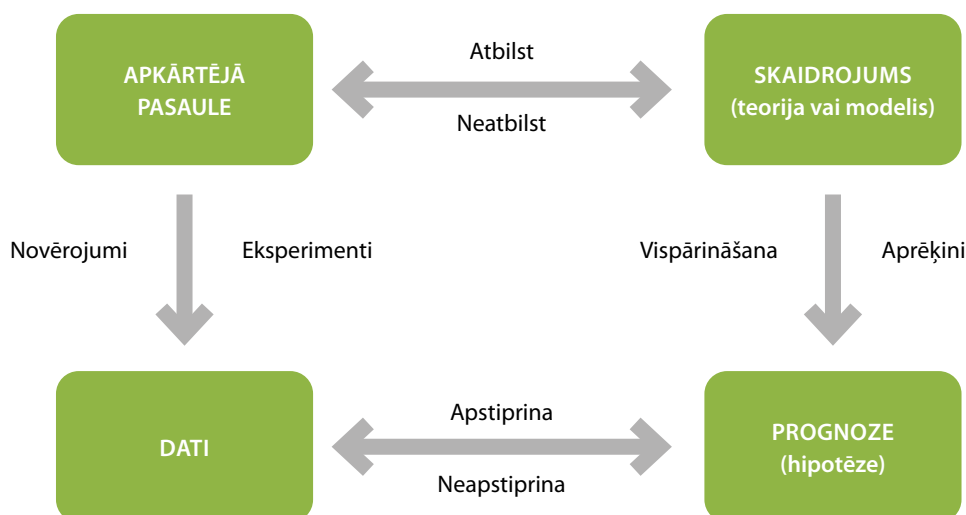 APKĀRTĒJĀ
PASAULE
Atbilst
Neatbilst
SKAIDROJUMS
(teorija vai modelis)
Novērojumi
Eksperimenti
Vispārināšana
Aprēķini
DATI
Apstiprina
Neapstiprina
PROGNOZE
(hipotēze)